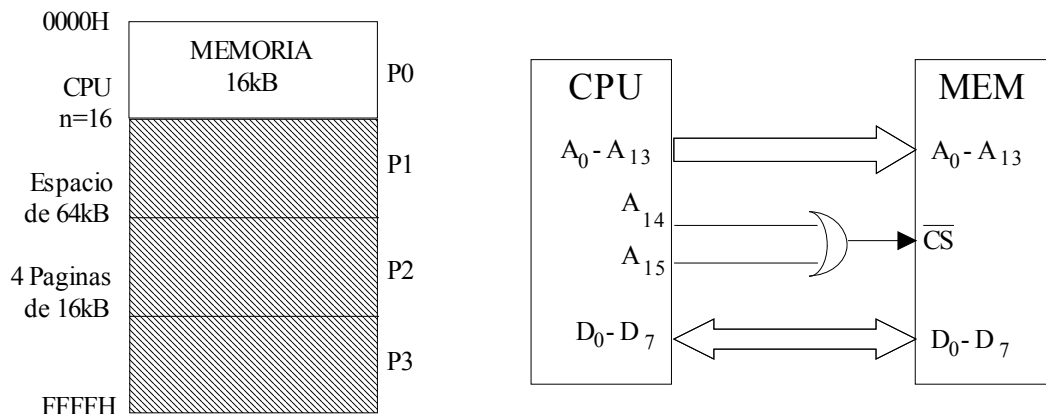 0000H
MEMORIA
16kB
P0
CPU
n=16
P1
Espacio
de 64kB
P2
4 Paginas
de 16kB
P3
FFFFH
CPU
MEM
A0 - A13
A0 - A13
A14
A15
CS
D0 - D7
D0 - D7